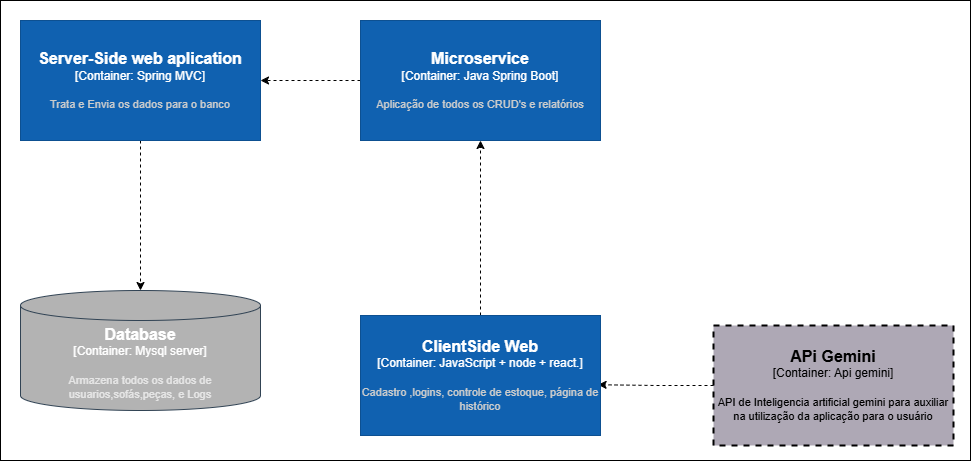 Server-Side web aplication
[Container: Spring MVC]
Trata e Envia os dados para o banco
Microservice
[Container: Java Spring Boot]
Aplicação de todos os CRUD's e relatórios
Database
[Container: Mysql server]
Armazena todos os dados de
usuarios,sofás,peças, e Logs
ClientSide Web
[Container: JavaScript + node + react.]
Cadastro ,logins, controle de estoque, página de
histórico
APi Gemini
[Container: Api gemini]
API de Inteligencia artificial gemini para auxiliar
na utilização da aplicação para o usuário